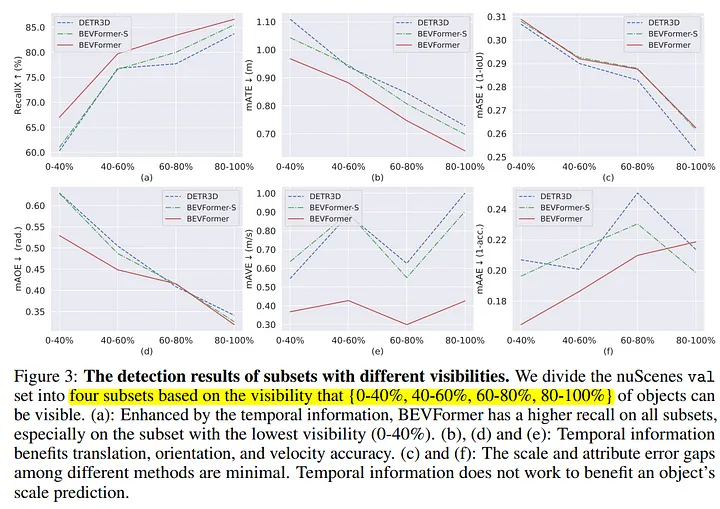 RecallX↑ (%)
85.0
80.0
75.0
70.0
65.0
60.0
DETR3D
BEVFormer-S
BEVFormer
0-40% 40-60% 60-80% 80-100%
(a)
mATE↓ (m)
1.10
1.00
0.90
0.80
0.70
DETR3D
BEVFormer-S
BEVFormer
0-40% 40-60% 60-80% 80-100%
(b)
mASE↓ (1-IoU)
0.31
0.30
0.29
0.28
0.27
0.26
0.25
DETR3D
BEVFormer-S
BEVFormer
0-40% 40-60% 60-80% 80-100%
(c)
mAOE↓ (rad.)
0.60
0.55
0.50
0.45
0.40
0.35
DETR3D
BEVFormer-S
BEVFormer
0-40% 40-60% 60-80% 80-100%
(d)
mAVE↓ (m/s)
1.00
0.90
0.80
0.70
0.60
0.50
0.40
0.30
DETR3D
BEVFormer-S
BEVFormer
0-40% 40-60% 60-80% 80-100%
(e)
mAAE↓ (1-acc.)
0.24
0.22
0.20
0.18
DETR3D
BEVFormer-S
BEVFormer
0-40% 40-60% 60-80% 80-100%
(f)
Figure 3: The detection results of subsets with different visibilities. We divide the nuScenes val
set into four subsets based on the visibility that {0-40%, 40-60%, 60-80%, 80-100%} of objects can
be visible. (a): Enhanced by the temporal information, BEVFormer has a higher recall on all subsets,
especially on the subset with the lowest visibility (0-40%). (b), (d) and (e): Temporal information
benefits translation, orientation, and velocity accuracy. (c) and (f): The scale and attribute error gaps
among different methods are minimal. Temporal information does not work to benefit an object's
scale prediction.